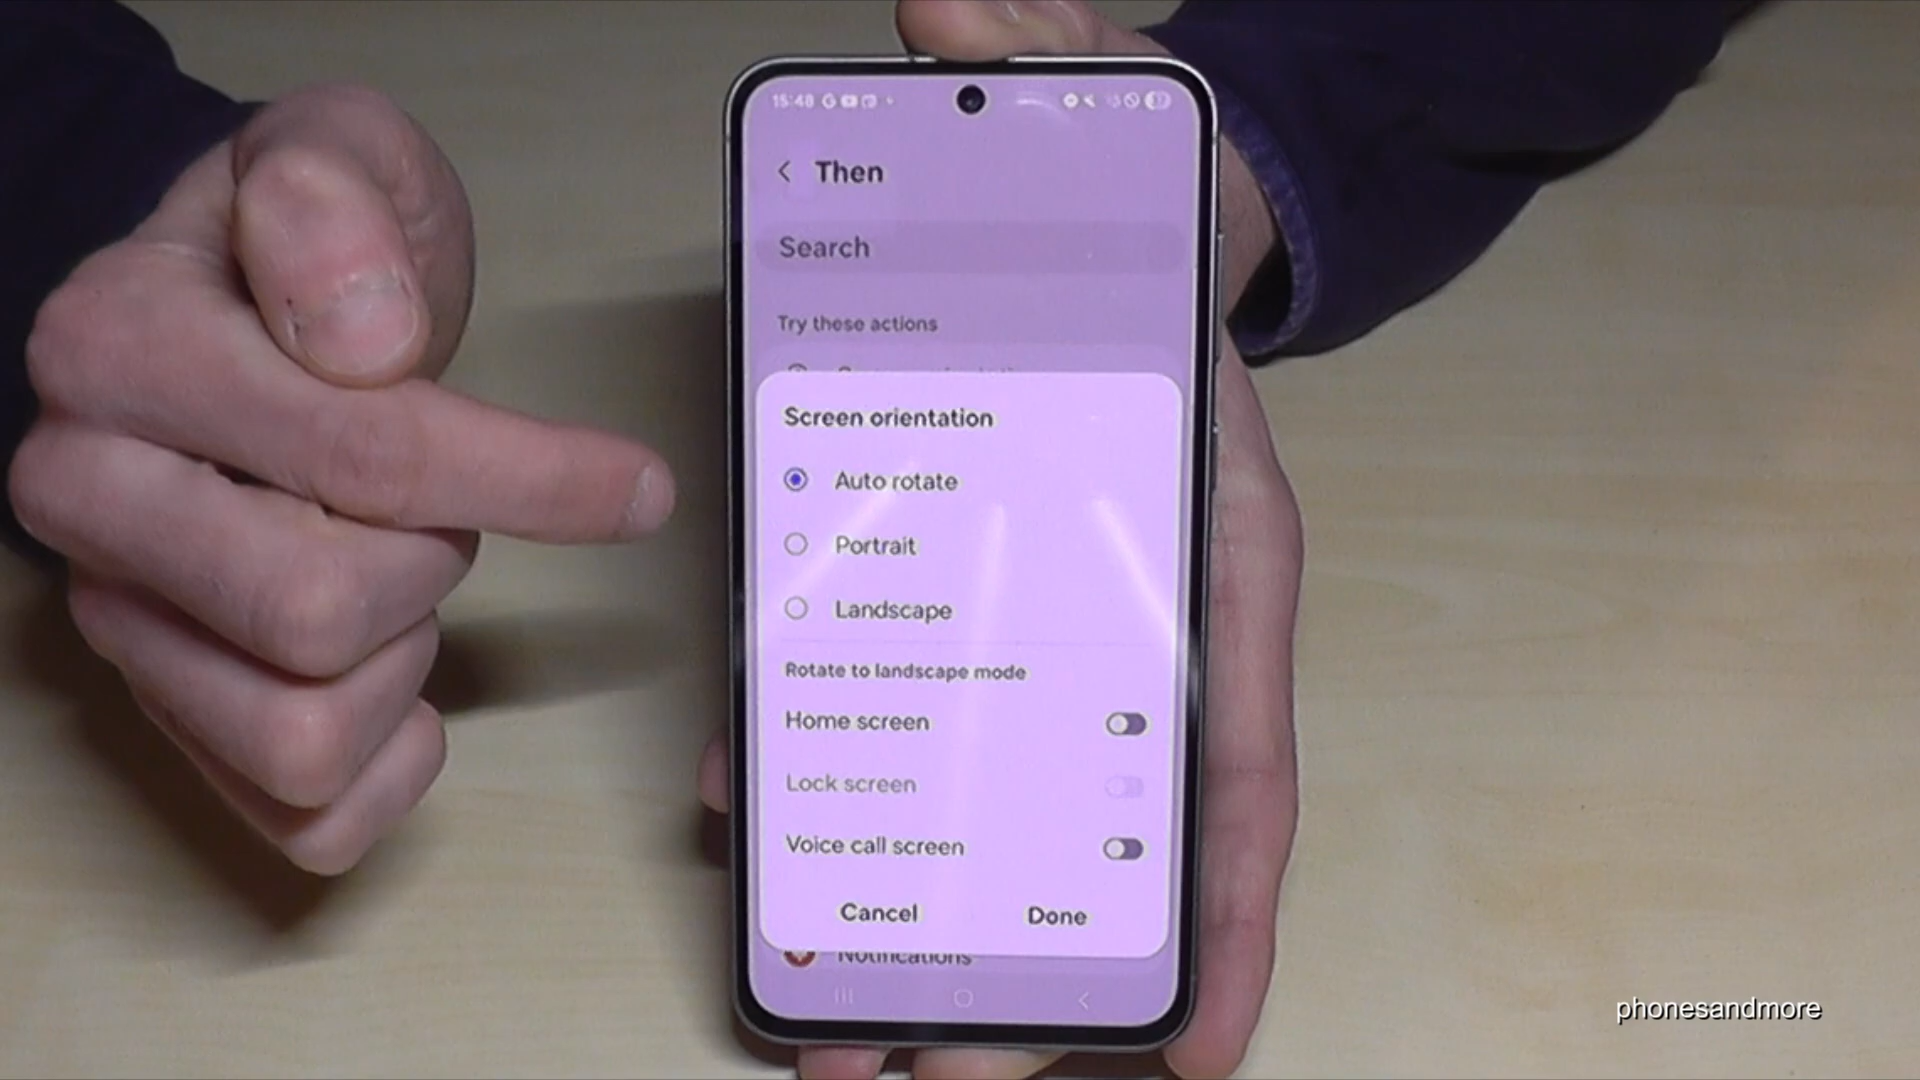 15:48
Then
Search
Try these actions
Screen orientation
Auto rotate
Portrait
Landscape
Rotate to landscape mode
Home screen
Lock screen
Voice call screen
Cancel
Done
Notifications
phonesandmore